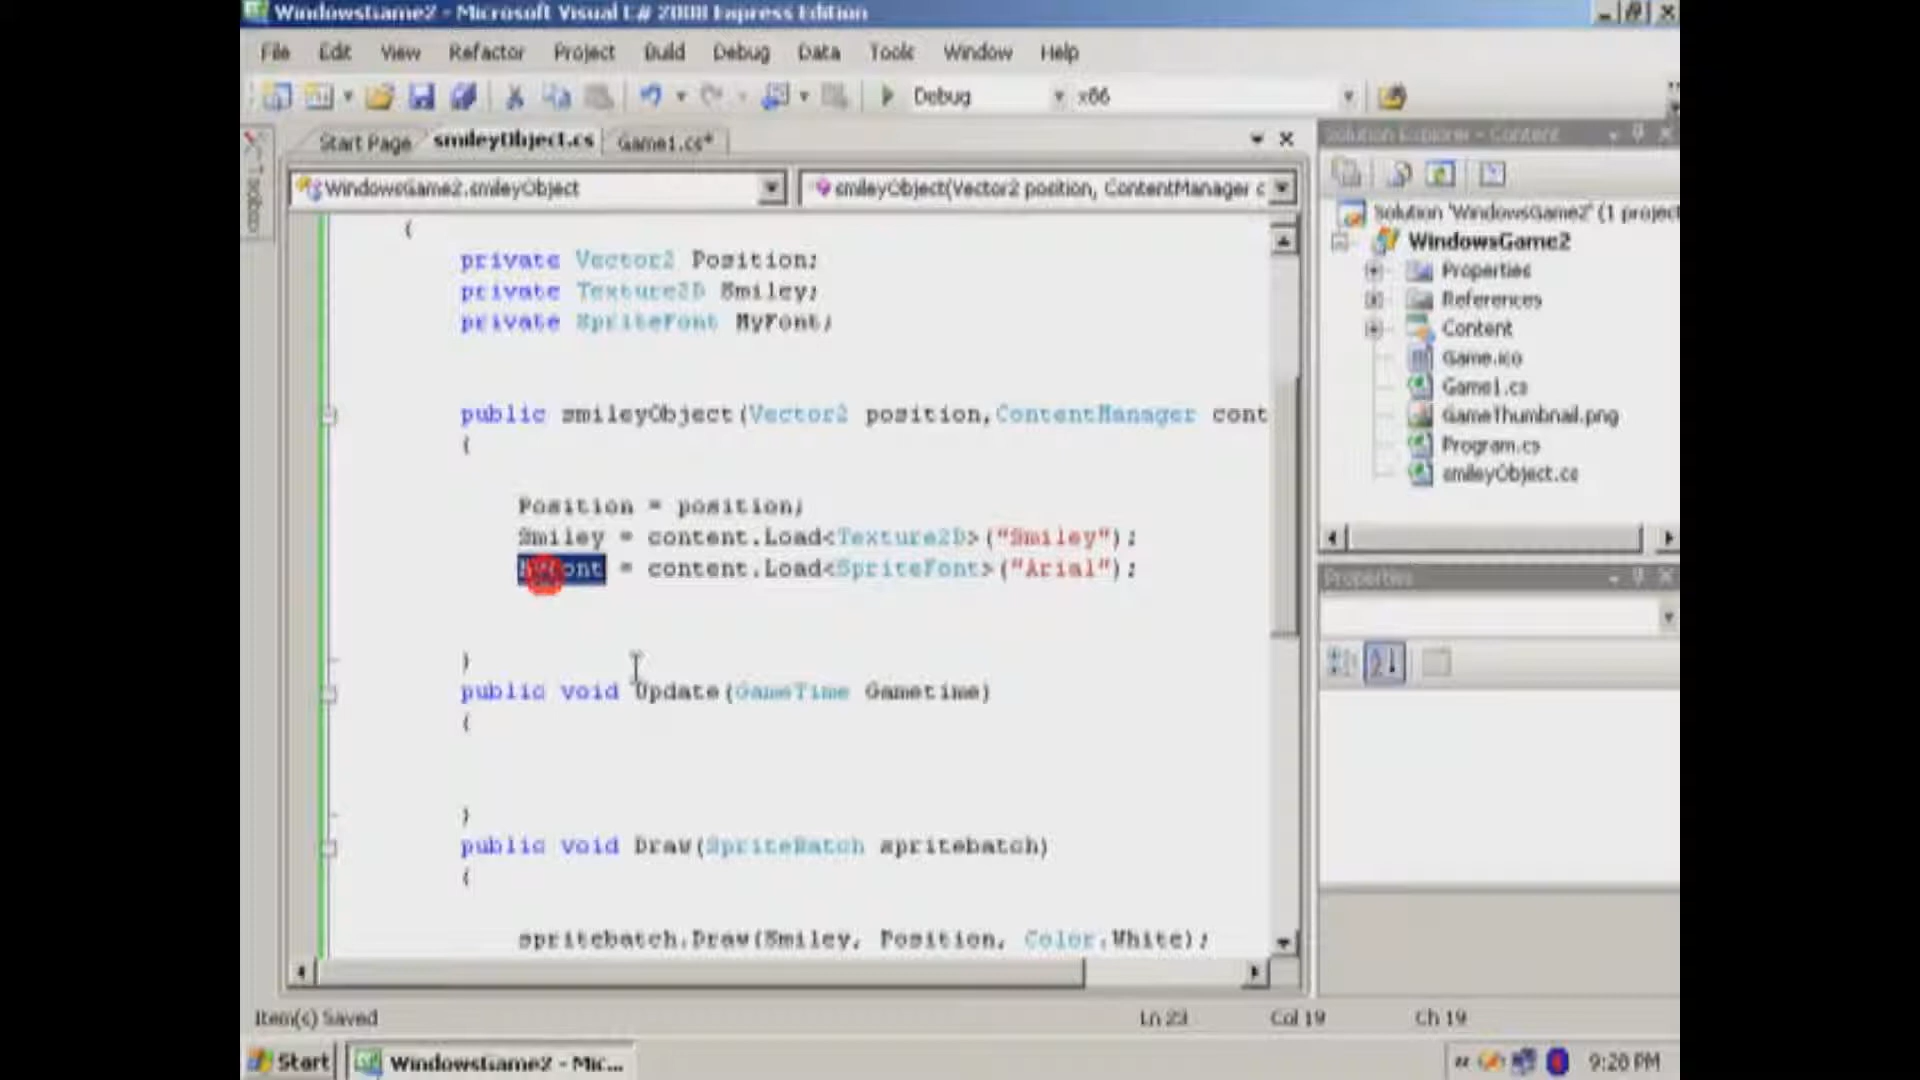 WindowsGame2 - Microsoft Visual C# 2008 Express Edition
File Edit View Refactor Project Build Debug Data Tools Window Help
Debug x86
Start Page smileyObject.cs Game1.cs*
WindowsGame2.smileyObject smileyObject(Vector2 position, ContentManager c
Toolbox
{
private Vector2 Position;
private Texture2D Smiley;
private SpriteFont MyFont;
public smileyObject(Vector2 position,ContentManager cont
{
Position = position;
Smiley = content.Load<Texture2D>("Smiley");
MyFont = content.Load<SpriteFont>("Arial");
}
public void Update(GameTime Gametime)
{
}
public void Draw(SpriteBatch spritebatch)
{
spritebatch.Draw(Smiley, Position, Color.White);
Solution Explorer - Content
Solution 'WindowsGame2' (1 project
WindowsGame2
Properties
References
Content
Game.ico
Game1.cs
GameThumbnail.png
Program.cs
smileyObject.cs
Properties
Item(s) Saved Ln 23 Col 19 Ch 19
Start WindowsGame2 - Mic... 9:20 PM